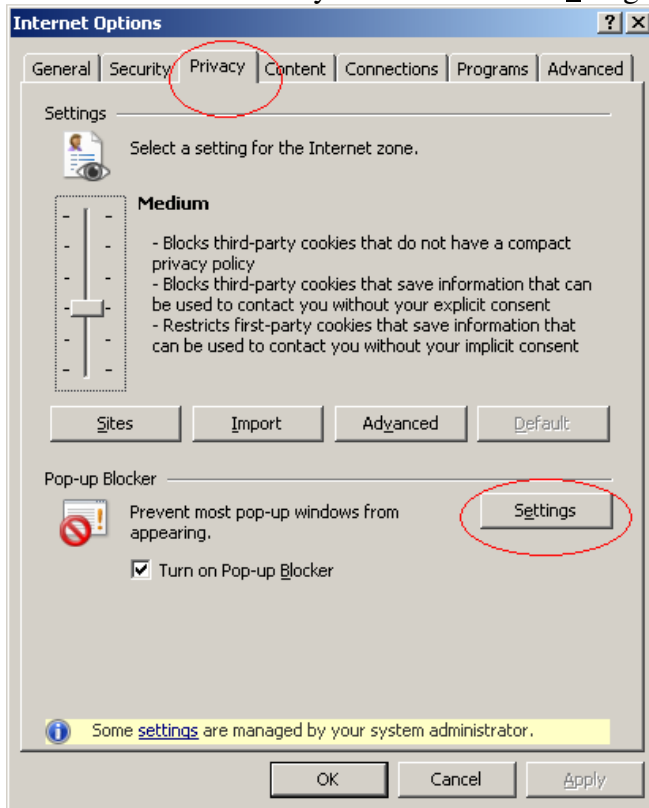 Internet Options
General Security Privacy Content Connections Programs Advanced
Settings
Select a setting for the Internet zone.
Medium
- Blocks third-party cookies that do not have a compact
privacy policy
- Blocks third-party cookies that save information that can
be used to contact you without your explicit consent
- Restricts first-party cookies that save information that
can be used to contact you without your implicit consent
Sites Import Advanced Default
Pop-up Blocker
Prevent most pop-up windows from
appearing.
Settings
Turn on Pop-up Blocker
Some settings are managed by your system administrator.
OK Cancel Apply